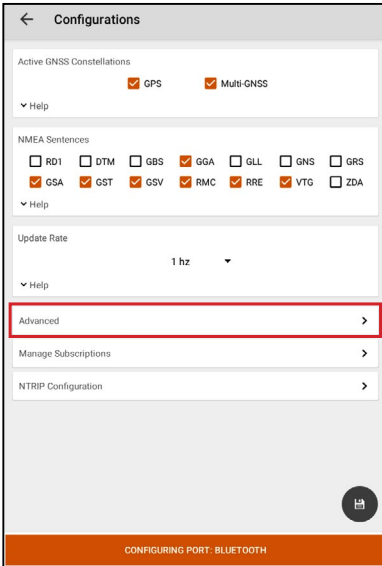 Configurations
Active GNSS Constellations
GPS Multi-GNSS
Help
NMEA Sentences
RD1 DTM GBS GGA GLL GNS GRS
GSA GST GSV RMC RRE VTG ZDA
Help
Update Rate
1 hz
Help
Advanced
Manage Subscriptions
NTRIP Configuration
CONFIGURING PORT: BLUETOOTH